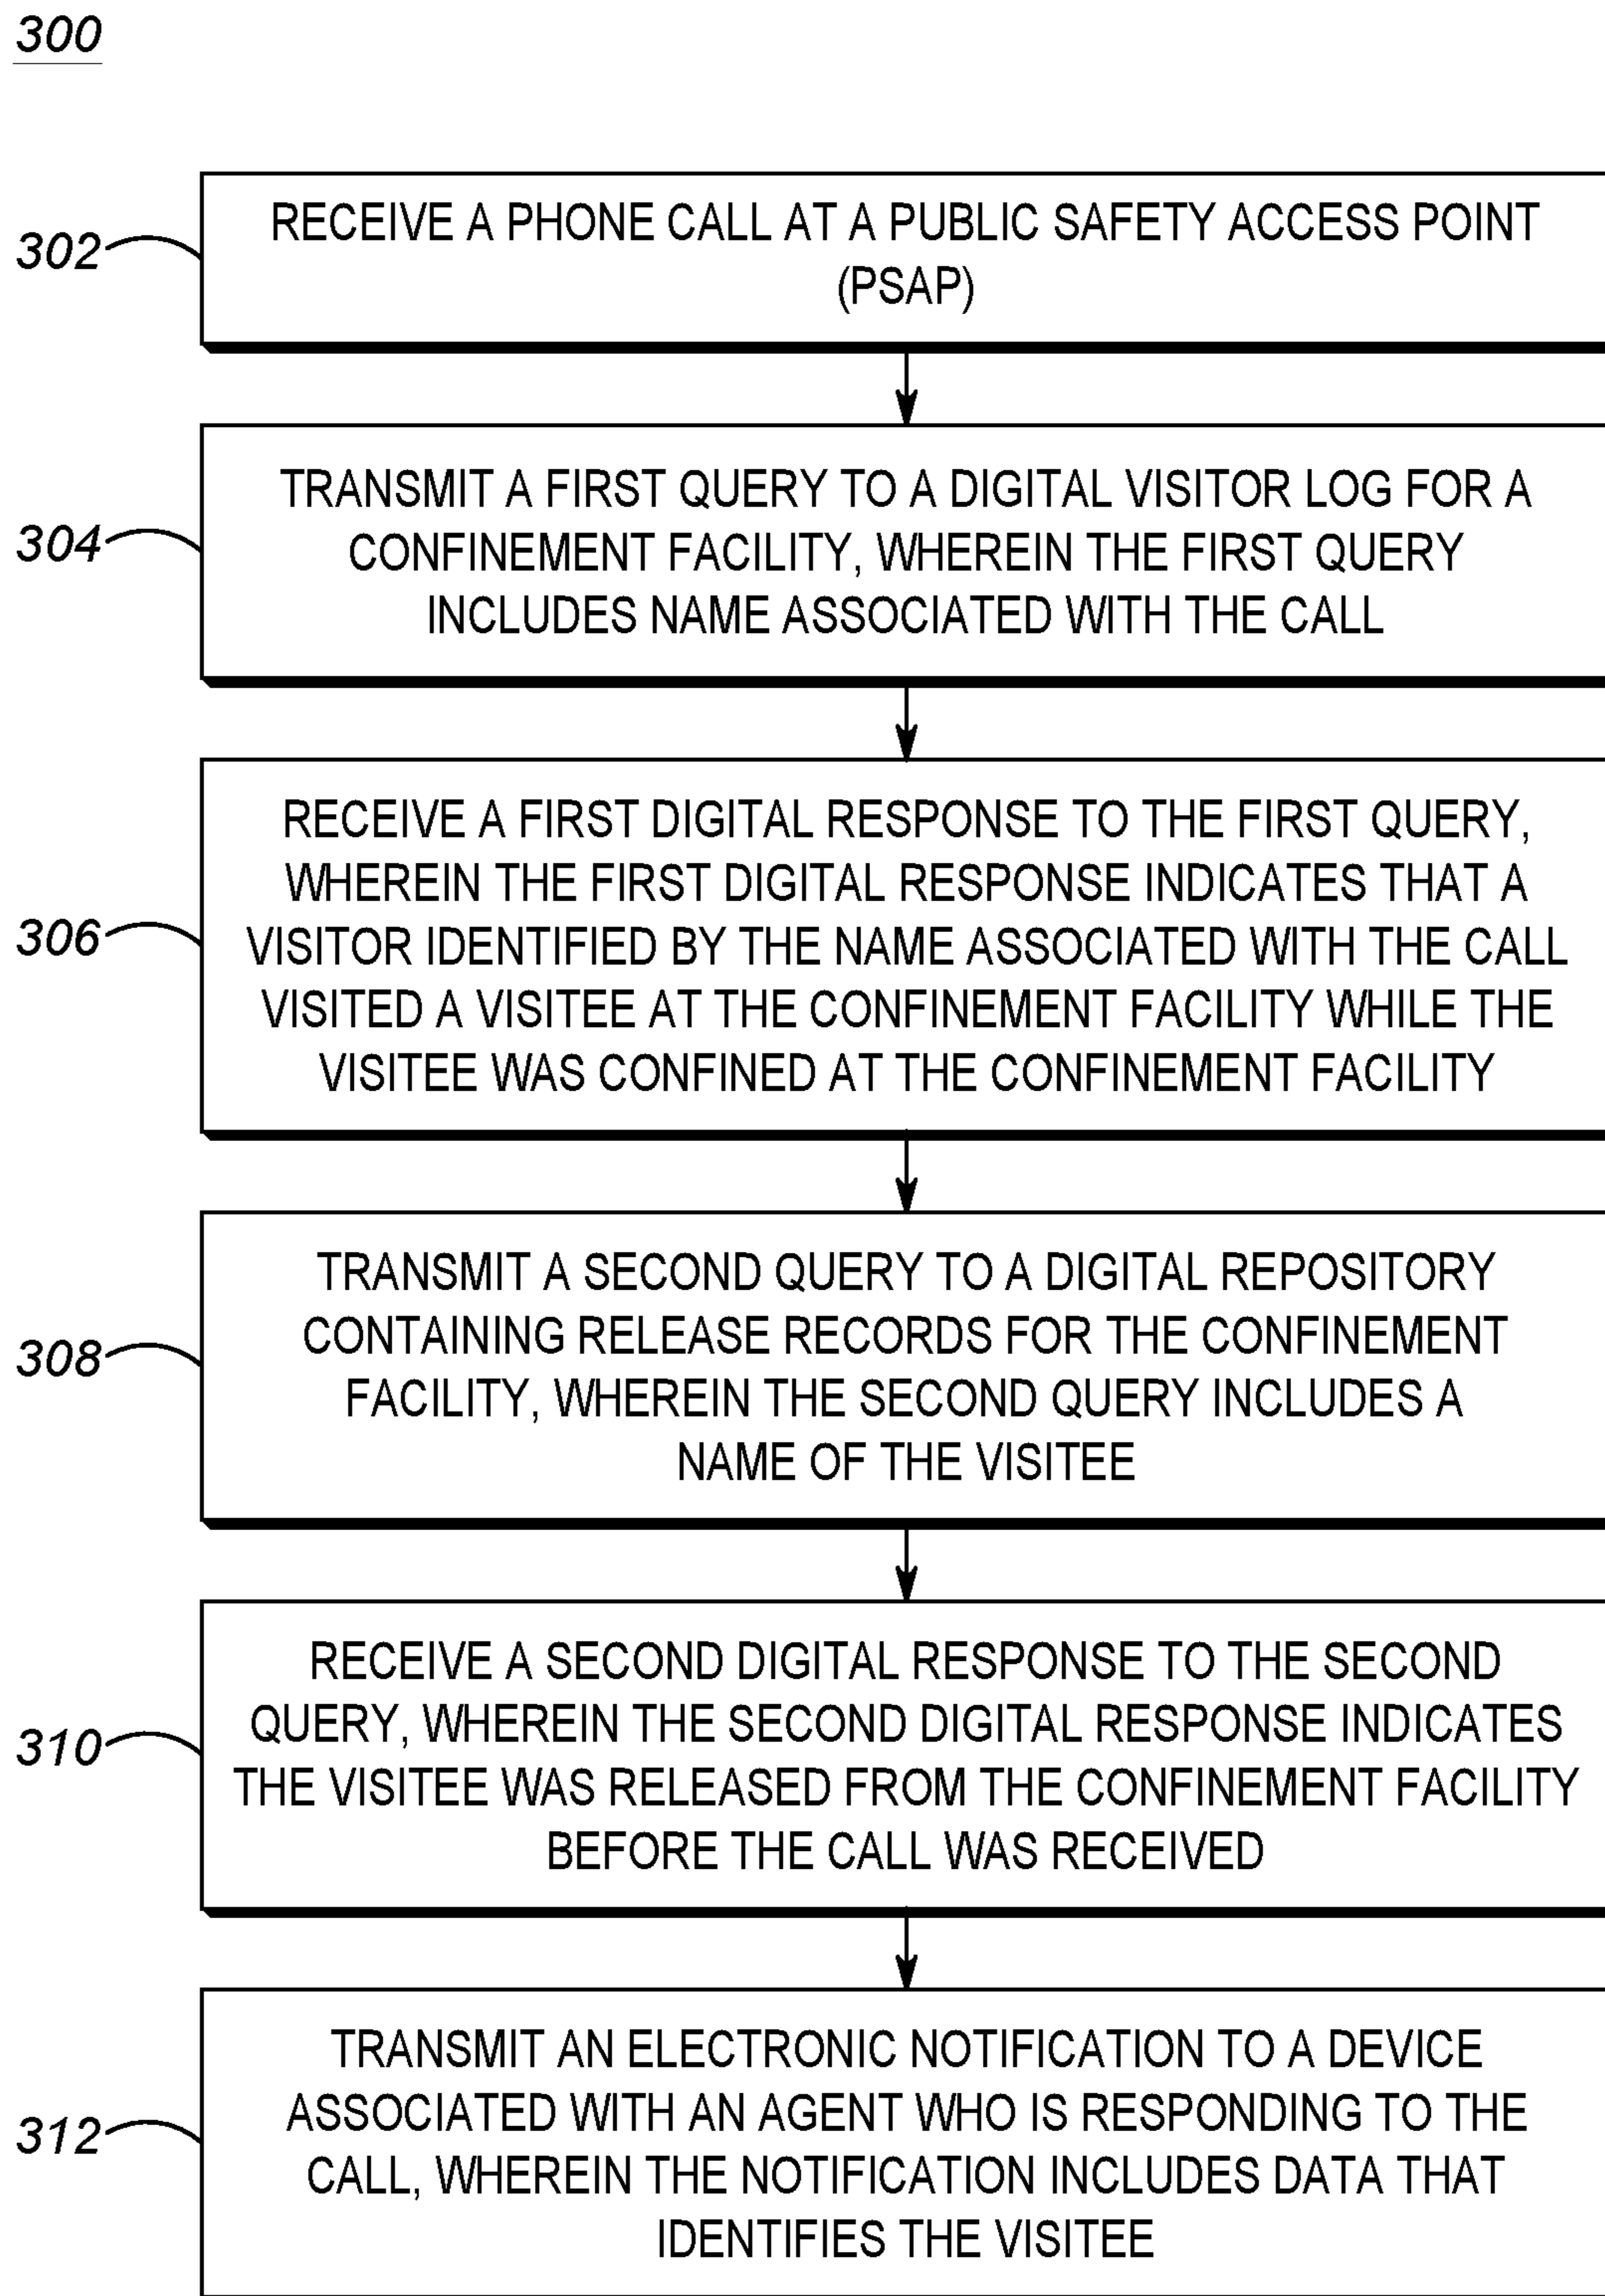 300
302
RECEIVE A PHONE CALL AT A PUBLIC SAFETY ACCESS POINT
(PSAP)
304
TRANSMIT A FIRST QUERY TO A DIGITAL VISITOR LOG FOR A
CONFINEMENT FACILITY, WHEREIN THE FIRST QUERY
INCLUDES NAME ASSOCIATED WITH THE CALL
306
RECEIVE A FIRST DIGITAL RESPONSE TO THE FIRST QUERY,
WHEREIN THE FIRST DIGITAL RESPONSE INDICATES THAT A
VISITOR IDENTIFIED BY THE NAME ASSOCIATED WITH THE CALL
VISITED A VISITEE AT THE CONFINEMENT FACILITY WHILE THE
VISITEE WAS CONFINED AT THE CONFINEMENT FACILITY
308
TRANSMIT A SECOND QUERY TO A DIGITAL REPOSITORY
CONTAINING RELEASE RECORDS FOR THE CONFINEMENT
FACILITY, WHEREIN THE SECOND QUERY INCLUDES A
NAME OF THE VISITEE
310
RECEIVE A SECOND DIGITAL RESPONSE TO THE SECOND
QUERY, WHEREIN THE SECOND DIGITAL RESPONSE INDICATES
THE VISITEE WAS RELEASED FROM THE CONFINEMENT FACILITY
BEFORE THE CALL WAS RECEIVED
312
TRANSMIT AN ELECTRONIC NOTIFICATION TO A DEVICE
ASSOCIATED WITH AN AGENT WHO IS RESPONDING TO THE
CALL, WHEREIN THE NOTIFICATION INCLUDES DATA THAT
IDENTIFIES THE VISITEE